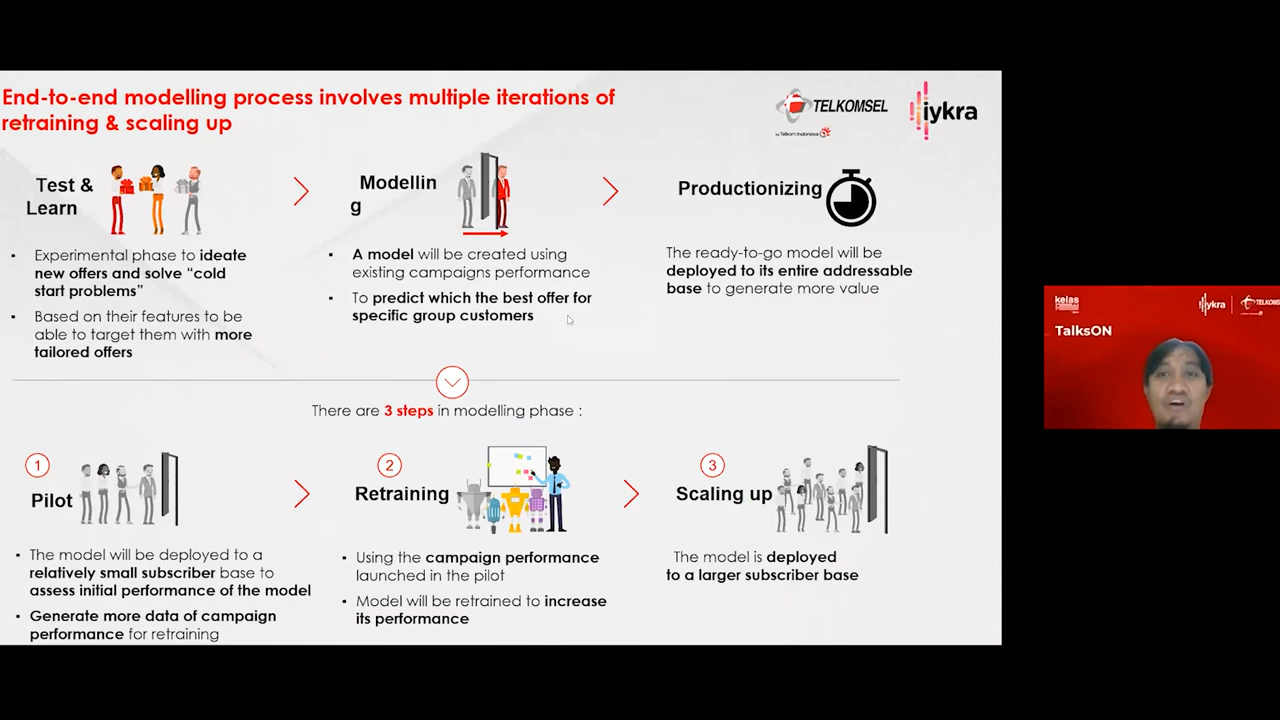 End-to-end modelling process involves multiple iterations of
retraining & scaling up
TELKOMSEL
by Telkom Indonesia
iykra
Test &
Learn
Modellin
g
Productionizing
Experimental phase to ideate
new offers and solve “cold
start problems”
Based on their features to be
able to target them with more
tailored offers
A model will be created using
existing campaigns performance
To predict which the best offer for
specific group customers
The ready-to-go model will be
deployed to its entire addressable
base to generate more value
There are 3 steps in modelling phase :
1
Pilot
2
Retraining
3
Scaling up
The model will be deployed to a
relatively small subscriber base to
assess initial performance of the model
Generate more data of campaign
performance for retraining
Using the campaign performance
launched in the pilot
Model will be retrained to increase
its performance
The model is deployed
to a larger subscriber base
kelas
iykra
TELKOMS
TalksON